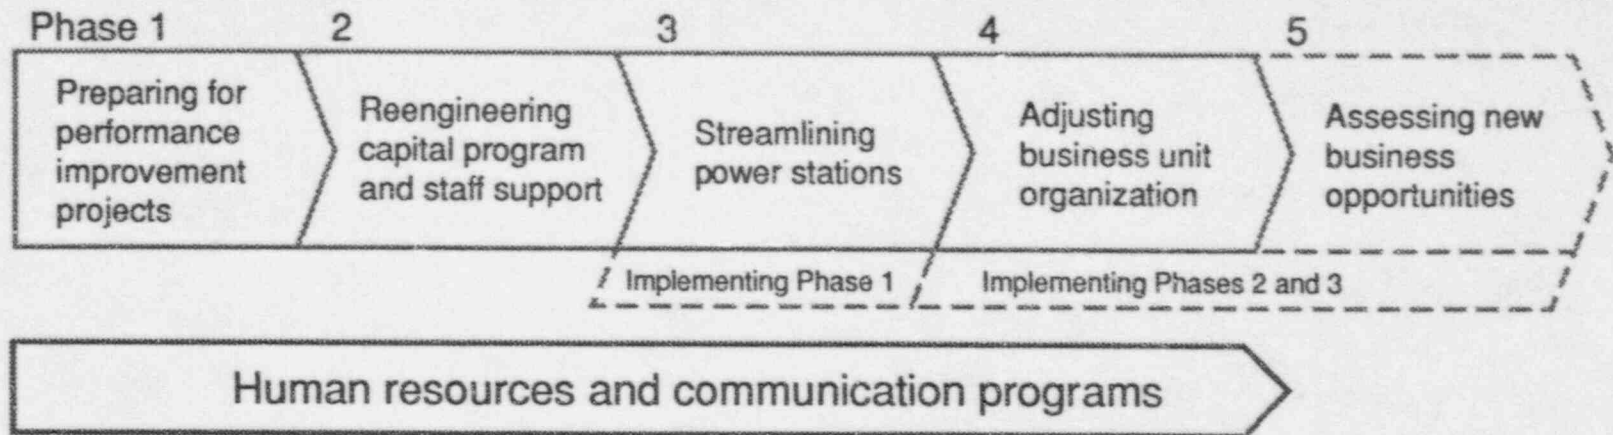 Phase 1 2 3 4 5
Preparing for
performance
improvement
projects
Reengineering
capital program
and staff support
Streamlining
power stations
Adjusting
business unit
organization
Assessing new
business
opportunities
Implementing Phase 1
Implementing Phases 2 and 3
Human resources and communication programs